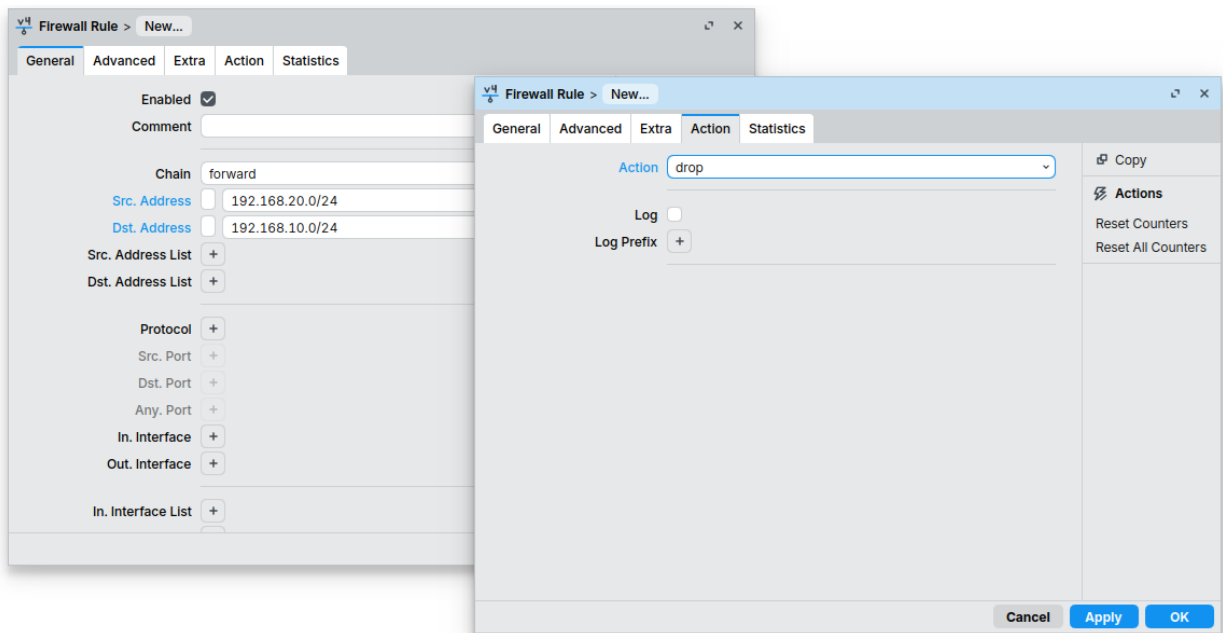 Firewall Rule > New...
General Advanced Extra Action Statistics
Enabled
Comment
Chain forward
Src. Address 192.168.20.0/24
Dst. Address 192.168.10.0/24
Src. Address List +
Dst. Address List +
Protocol +
Src. Port +
Dst. Port +
Any. Port +
In. Interface +
Out. Interface +
In. Interface List +
Firewall Rule > New...
General Advanced Extra Action Statistics
Action drop
Log
Log Prefix +
Copy
Actions
Reset Counters
Reset All Counters
Cancel Apply OK